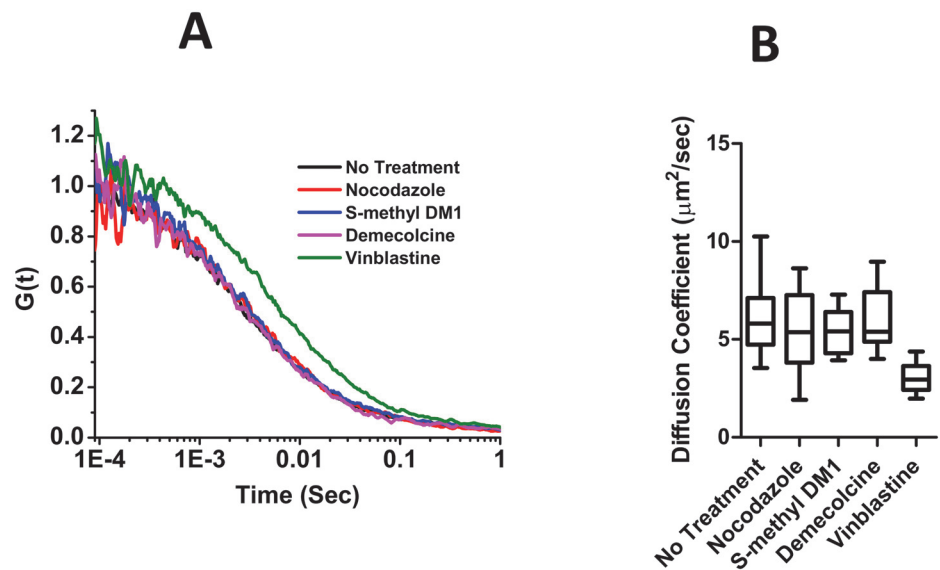 A
B
G(t)
1.2
1.0
0.8
0.6
0.4
0.2
0.0
1E-4
1E-3
0.01
0.1
1
Time (Sec)
No Treatment
Nocodazole
S-methyl DM1
Demecolcine
Vinblastine
Diffusion Coefficient (μm²/sec)
15
10
5
0
No Treatment
Nocodazole
S-methyl DM1
Demecolcine
Vinblastine